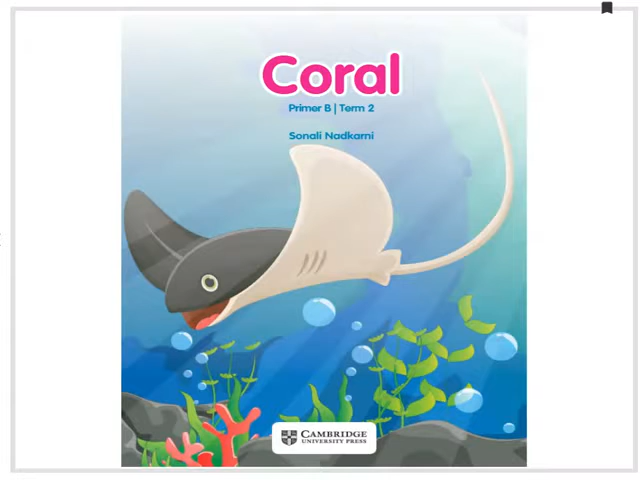 Coral
Primer B | Term 2
Sonali Nadkarni
CAMBRIDGE
UNIVERSITY PRESS